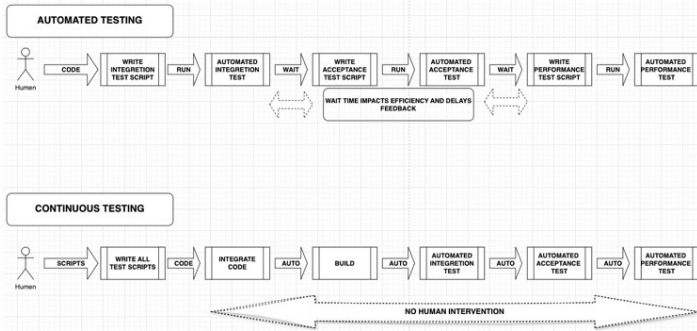 AUTOMATED TESTING
Human
CODE
WRITE
INTEGRETION
TEST SCRIPT
RUN
AUTOMATED
INTEGRETION
TEST
WAIT
WRITE
ACCEPTANCE
TEST SCRIPT
RUN
AUTOMATED
ACCEPTANCE
TEST
WAIT
WRITE
PERFORMANCE
TEST SCRIPT
RUN
AUTOMATED
PERFORMANCE
TEST
WAIT TIME IMPACTS EFFICIENCY AND DELAYS
FEEDBACK
CONTINUOUS TESTING
Human
SCRIPTS
WRITE ALL
TEST SCRIPTS
CODE
INTEGRATE
CODE
AUTO
BUILD
AUTO
AUTOMATED
INTEGRETION
TEST
AUTO
AUTOMATED
ACCEPTANCE
TEST
AUTO
AUTOMATED
PERFORMANCE
TEST
NO HUMAN INTERVENTION